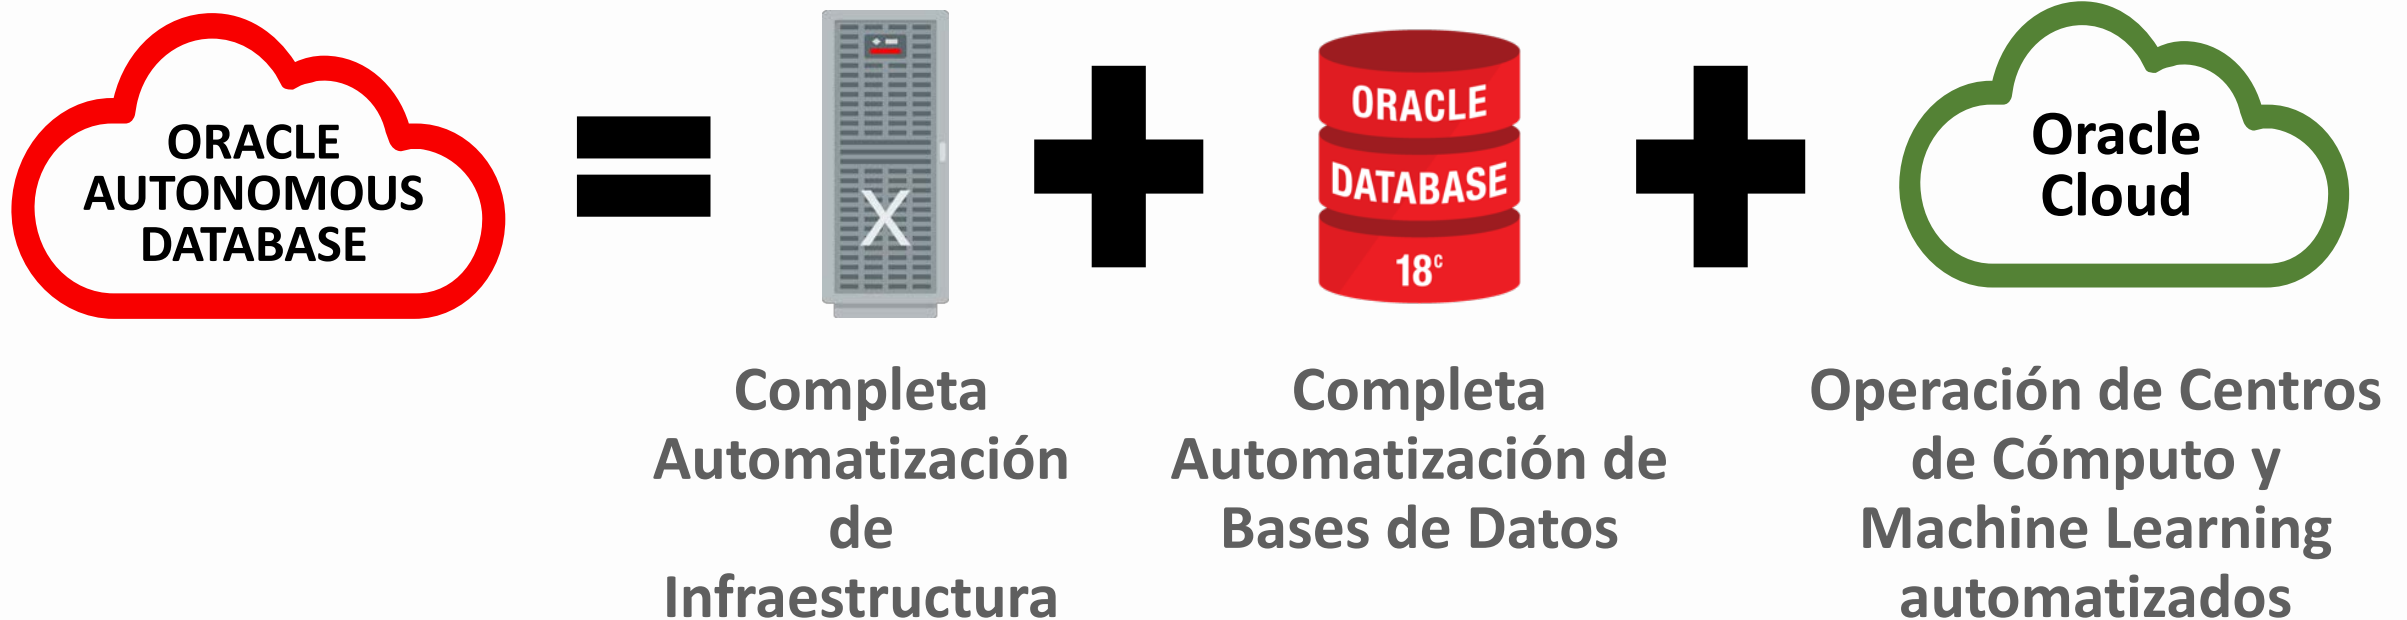 ORACLE
AUTONOMOUS
DATABASE
X
ORACLE
DATABASE
18c
Oracle
Cloud
Completa
Automatización
de
Infraestructura
Completa
Automatización de
Bases de Datos
Operación de Centros
de Cómputo y
Machine Learning
automatizados